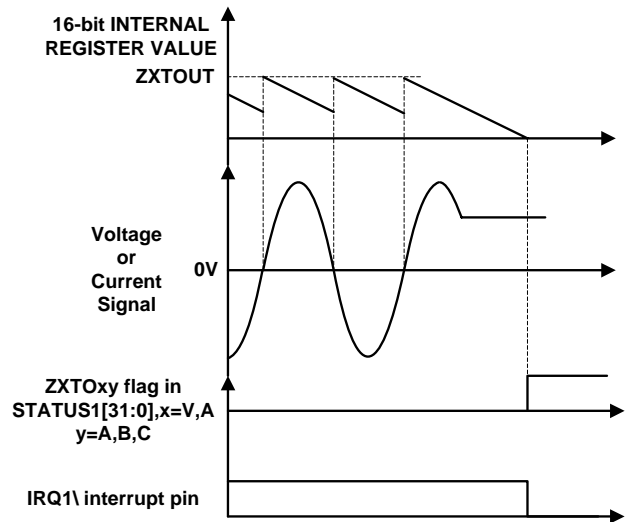 16-bit INTERNAL
REGISTER VALUE
ZXTOUT
Voltage
or
Current
Signal
0V
ZXTOxy flag in
STATUS1[31:0],x=V,A
y=A,B,C
IRQ1\ interrupt pin